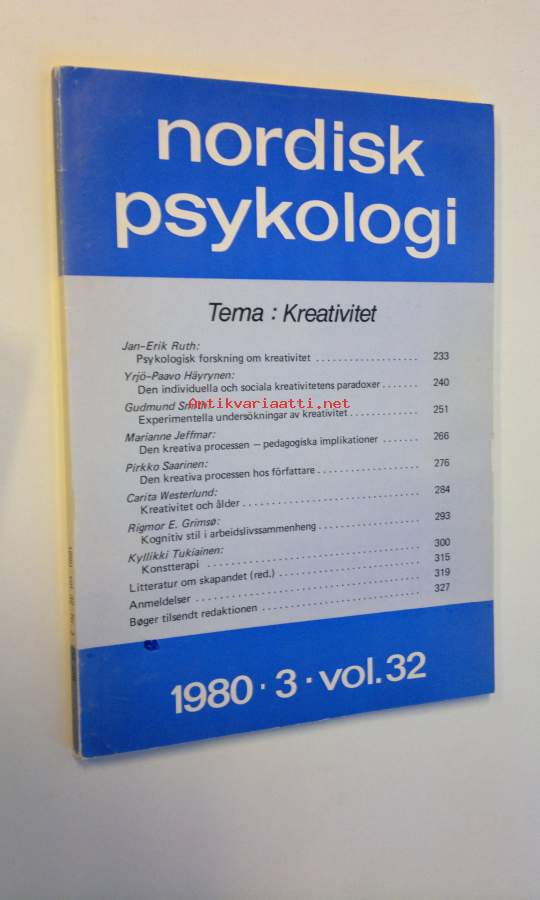 nordisk
psykologi
Tema : Kreativitet
Jan-Erik Ruth:
Psykologisk forskning om kreativitet .................. 233
Yrjö-Paavo Häyrynen:
Den individuella och sociala kreativitetens paradoxer ...... 240
Gudmund Smith:
Experimentella undersökningar av kreativitet ............ 251
Antikvariaatti.net
Marianne Jeffmar:
Den kreativa processen — pedagogiska implikationer ...... 266
Pirkko Saarinen:
Den kreativa processen hos författare .................. 276
Carita Westerlund:
Kreativitet och ålder .................. 284
Rigmor E. Grimsø:
Kognitiv stil i arbeidslivssammenheng .................. 293
Kyllikki Tukiainen:
Konstterapi .................. 300
Litteratur om skapandet (red.) .................. 315
Anmeldelser .................. 319
Bøger tilsendt redaktionen .................. 327
1980 · 3 · vol.32